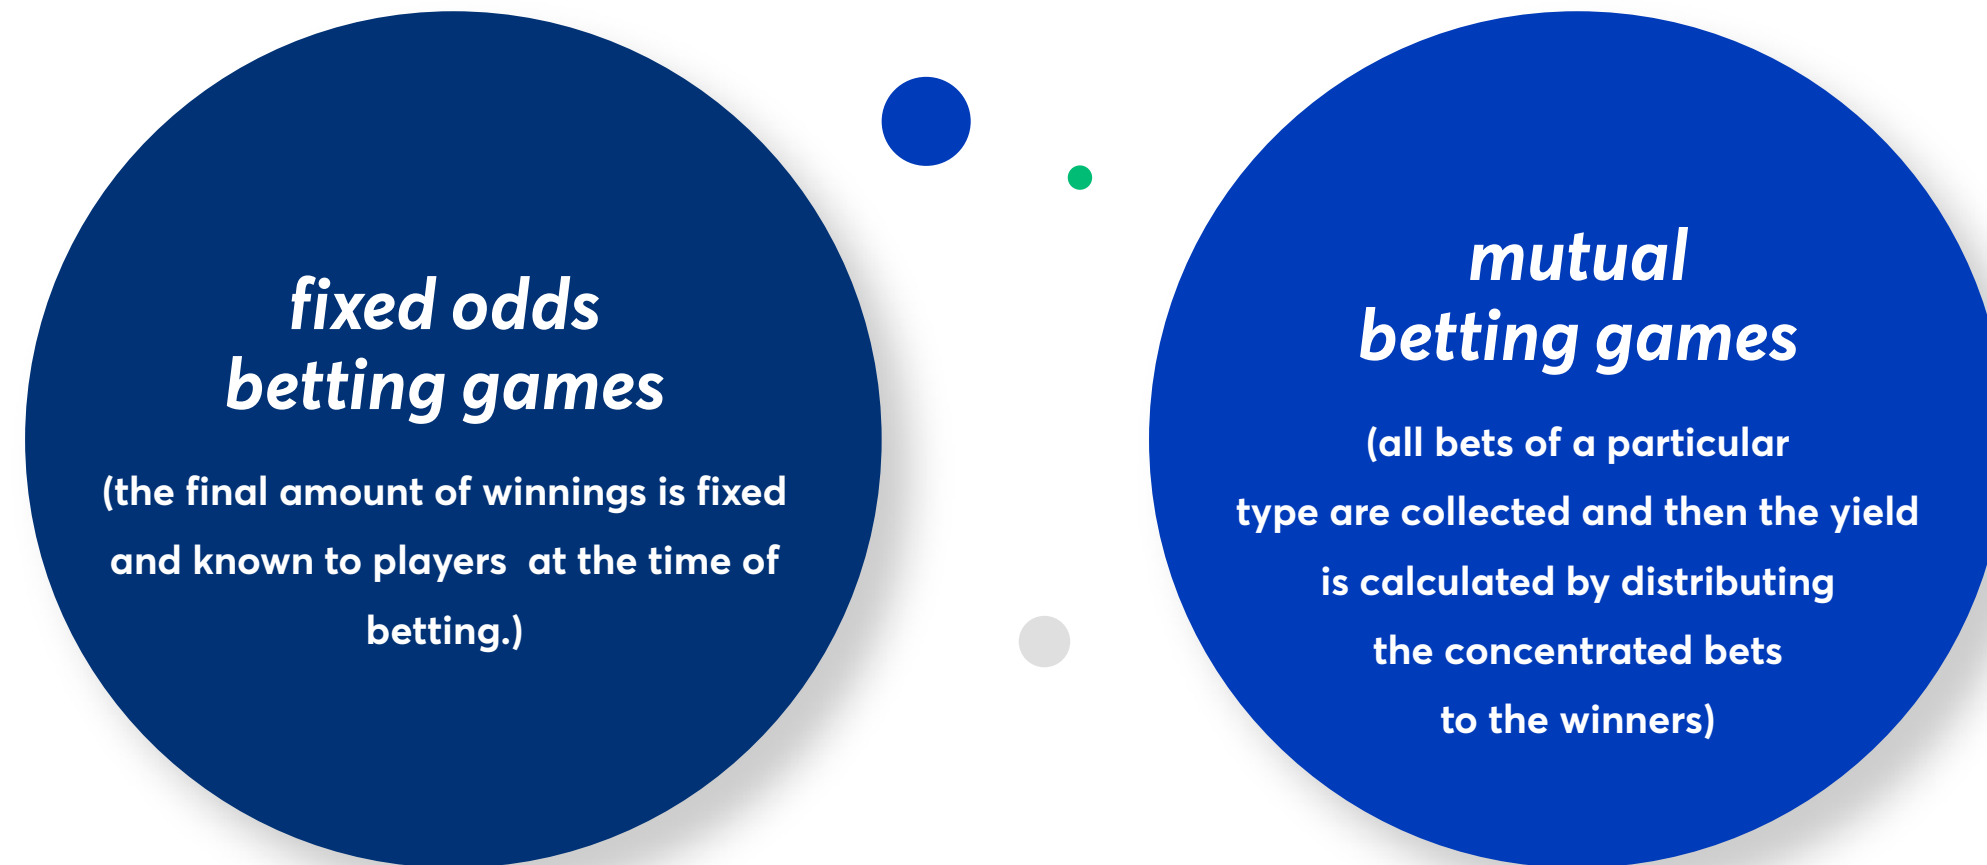 fixed odds
betting games
(the final amount of winnings is fixed
and known to players  at the time of
betting.)
mutual
betting games
(all bets of a particular
type are collected and then the yield
is calculated by distributing
the concentrated bets
to the winners)